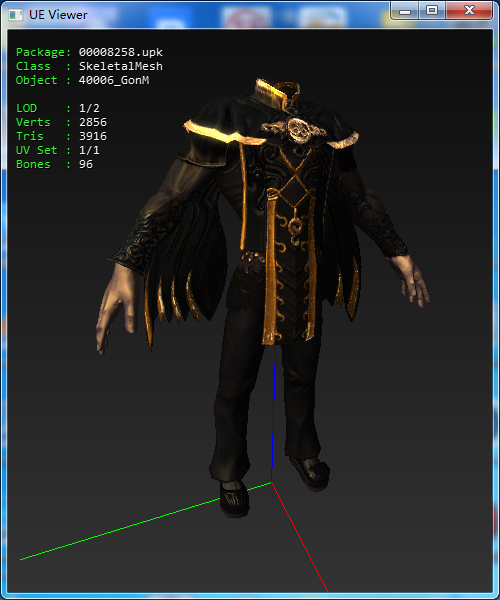 UE Viewer
Package: 00008258.upk
Class : SkeletalMesh
Object : 40006_GonM
LOD : 1/2
Verts : 2856
Tris : 3916
UV Set : 1/1
Bones : 96